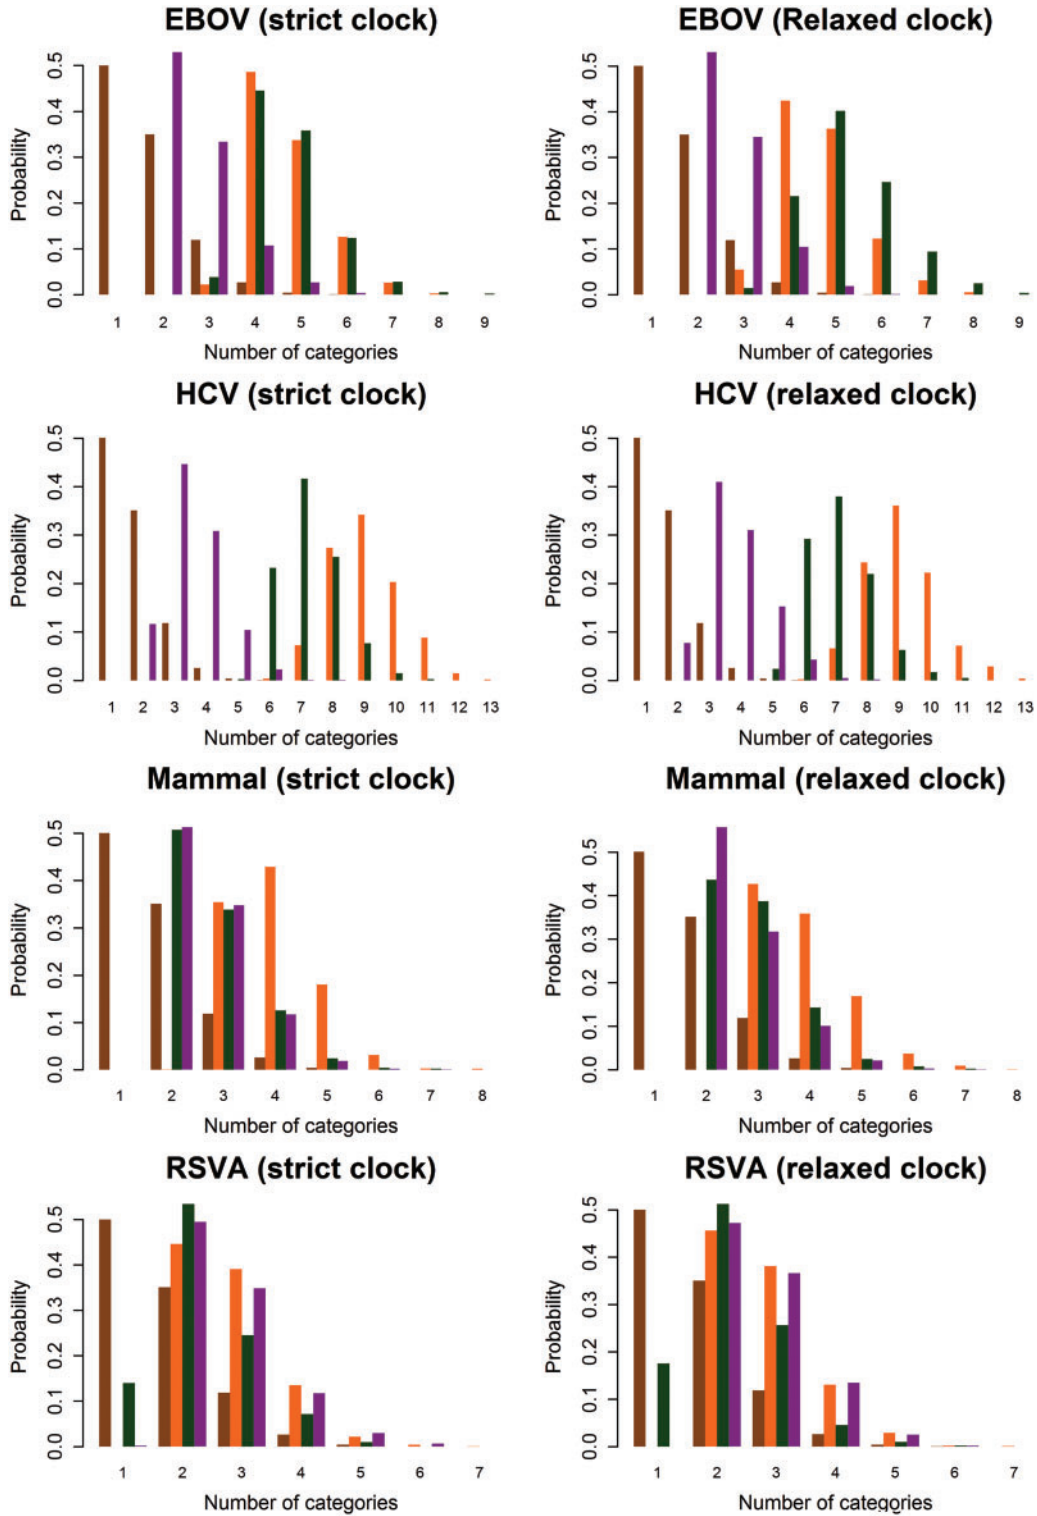 EBOV (strict clock)
Probability
0.0 0.1 0.2 0.3 0.4 0.5
1 2 3 4 5 6 7 8 9
Number of categories
EBOV (Relaxed clock)
Probability
0.0 0.1 0.2 0.3 0.4 0.5
1 2 3 4 5 6 7 8 9
Number of categories
HCV (strict clock)
Probability
0.0 0.1 0.2 0.3 0.4 0.5
1 2 3 4 5 6 7 8 9 10 11 12 13
Number of categories
HCV (relaxed clock)
Probability
0.0 0.1 0.2 0.3 0.4 0.5
1 2 3 4 5 6 7 8 9 10 11 12 13
Number of categories
Mammal (strict clock)
Probability
0.0 0.1 0.2 0.3 0.4 0.5
1 2 3 4 5 6 7 8
Number of categories
Mammal (relaxed clock)
Probability
0.0 0.1 0.2 0.3 0.4 0.5
1 2 3 4 5 6 7 8
Number of categories
RSVA (strict clock)
Probability
0.0 0.1 0.2 0.3 0.4 0.5
1 2 3 4 5 6 7
Number of categories
RSVA (relaxed clock)
Probability
0.0 0.1 0.2 0.3 0.4 0.5
1 2 3 4 5 6 7
Number of categories